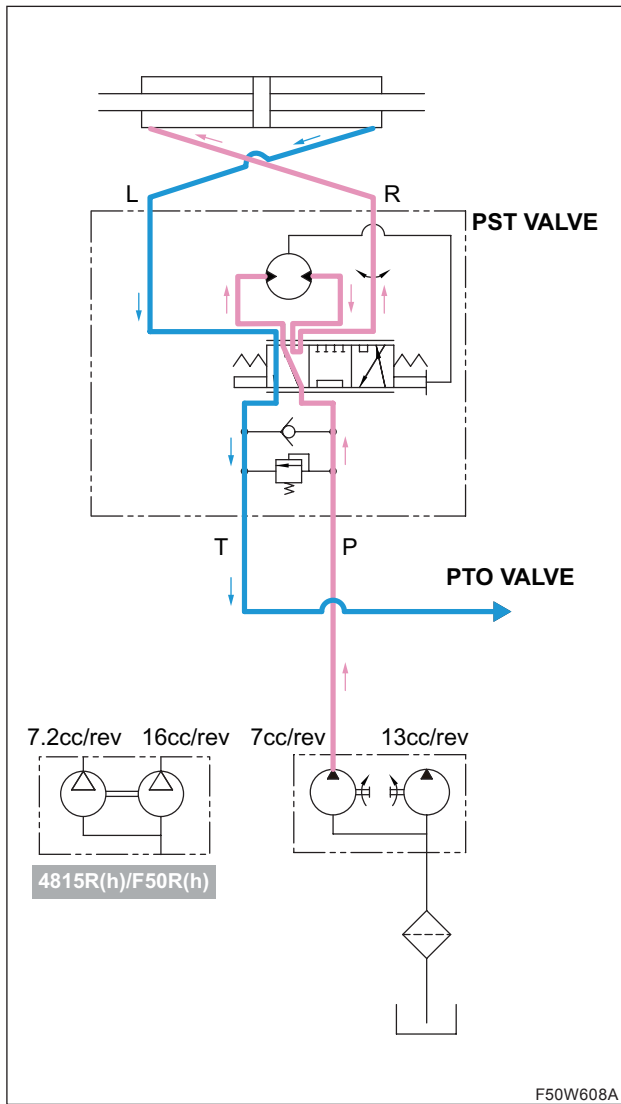 L
R
PST VALVE
T
P
PTO VALVE
7.2cc/rev
16cc/rev
7cc/rev
13cc/rev
4815R(h)/F50R(h)
F50W608A